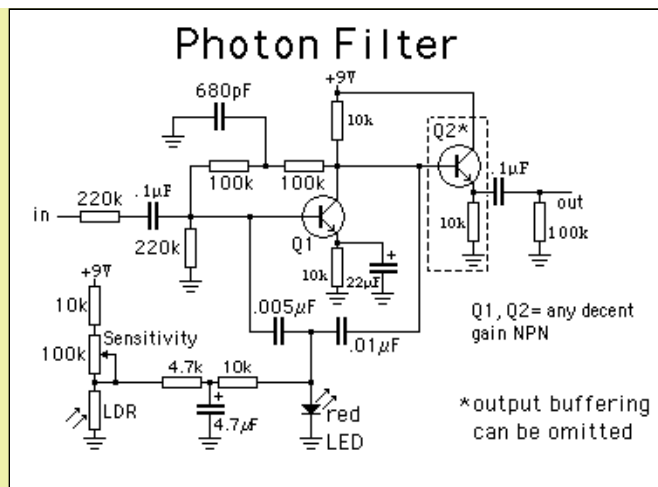 Photon Filter
+9V
680pF
10k
Q2*
100k
100k
.1µF
.1µF
220k
in
out
220k
Q1
10k
100k
10k
22µF
+
+9V
.005µF
Q1, Q2= any decent
gain NPN
10k
.01µF
Sensitivity
100k
4.7k
10k
+
LDR
4.7µF
red
LED
*output buffering
can be omitted